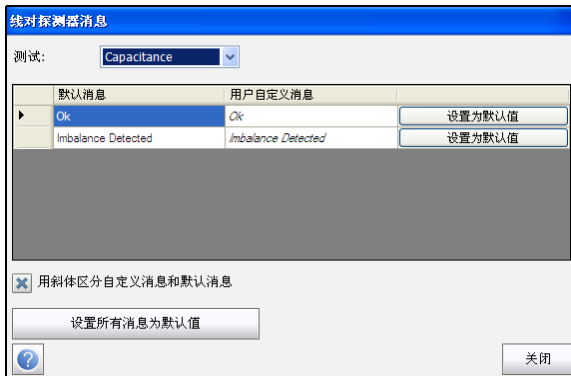 线对探测器消息
测试: Capacitance
默认消息 用户自定义消息
Ok Ok 设置为默认值
Imbalance Detected Imbalance Detected 设置为默认值
用斜体区分自定义消息和默认消息
设置所有消息为默认值
? 关闭